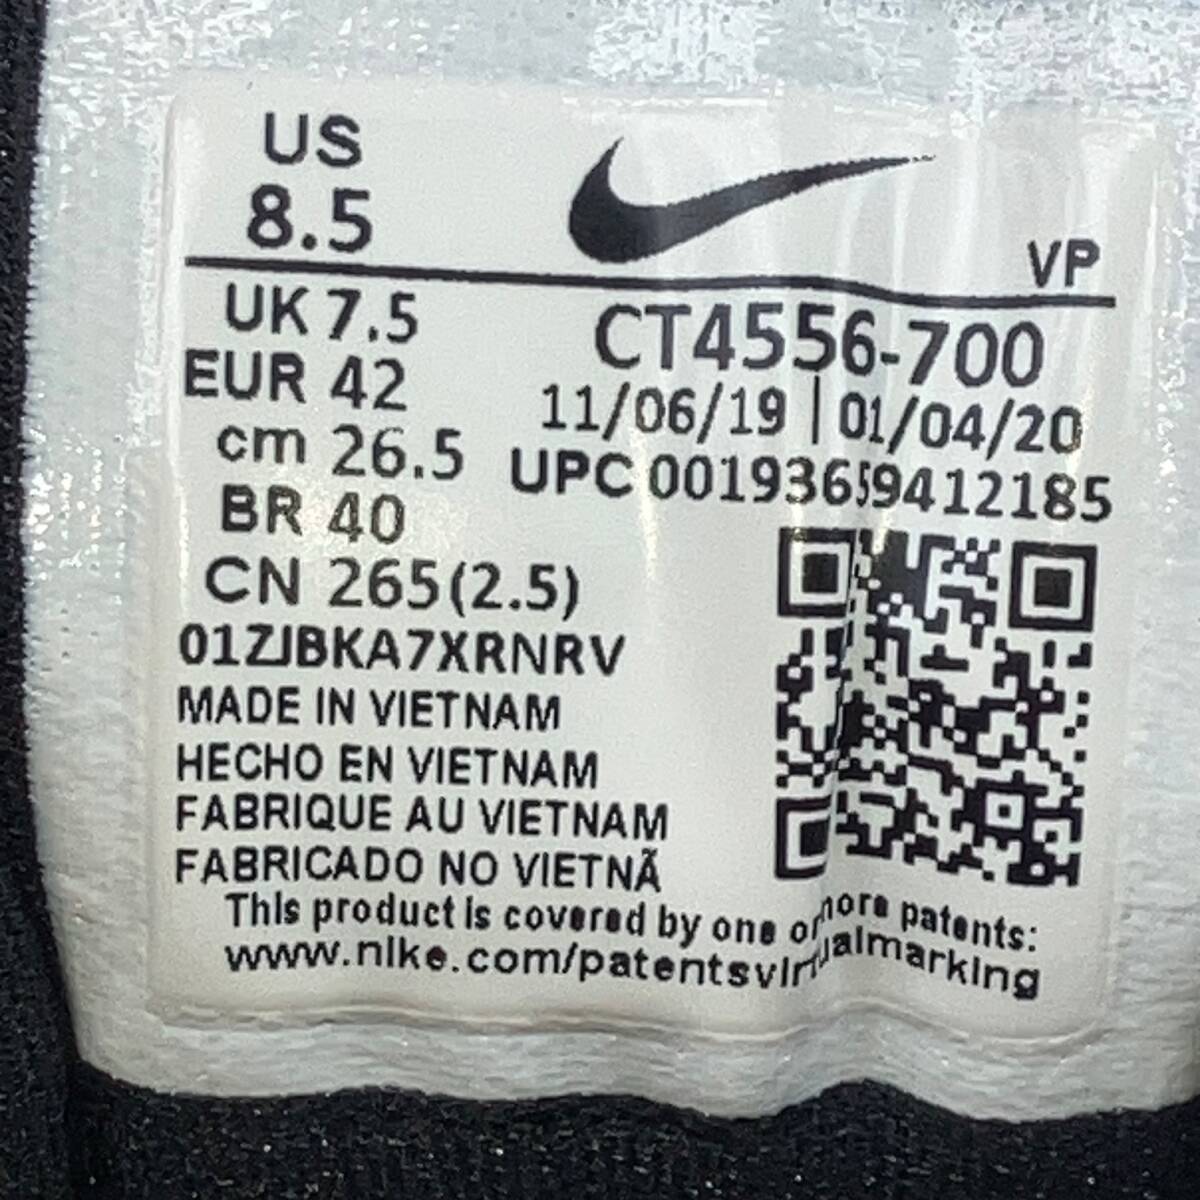 US
8.5
VP
UK 7.5
EUR 42
cm 26.5
BR 40
CN 265(2.5)
CT4556-700
11/06/19 | 01/04/20
UPC 00193659412185
01ZJBKA7XRNRV
MADE IN VIETNAM
HECHO EN VIETNAM
FABRIQUE AU VIETNAM
FABRICADO NO VIETNÃ
This product is covered by one or more patents:
www.nike.com/patentsvirtualmarking